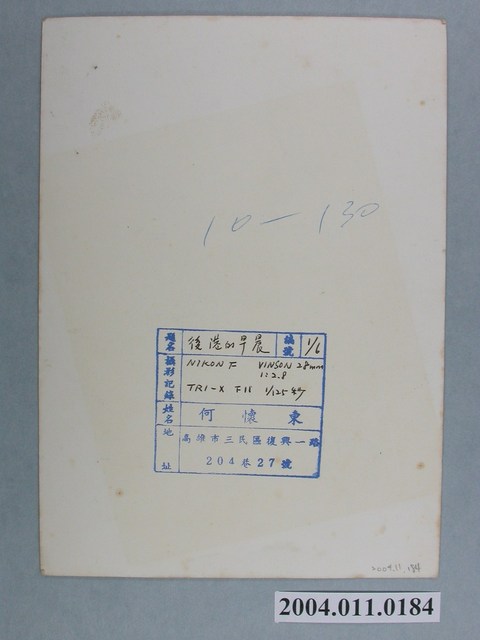 10-130
題名 後港的早晨 編號 1/6
攝影記錄 NIKON F VINSON 28mm
1:2.8
TRI-X F11 1/125秒
姓名 何懷東
地址 高雄市三民區復興一路
204巷27號
2004.11.184
2004.011.0184